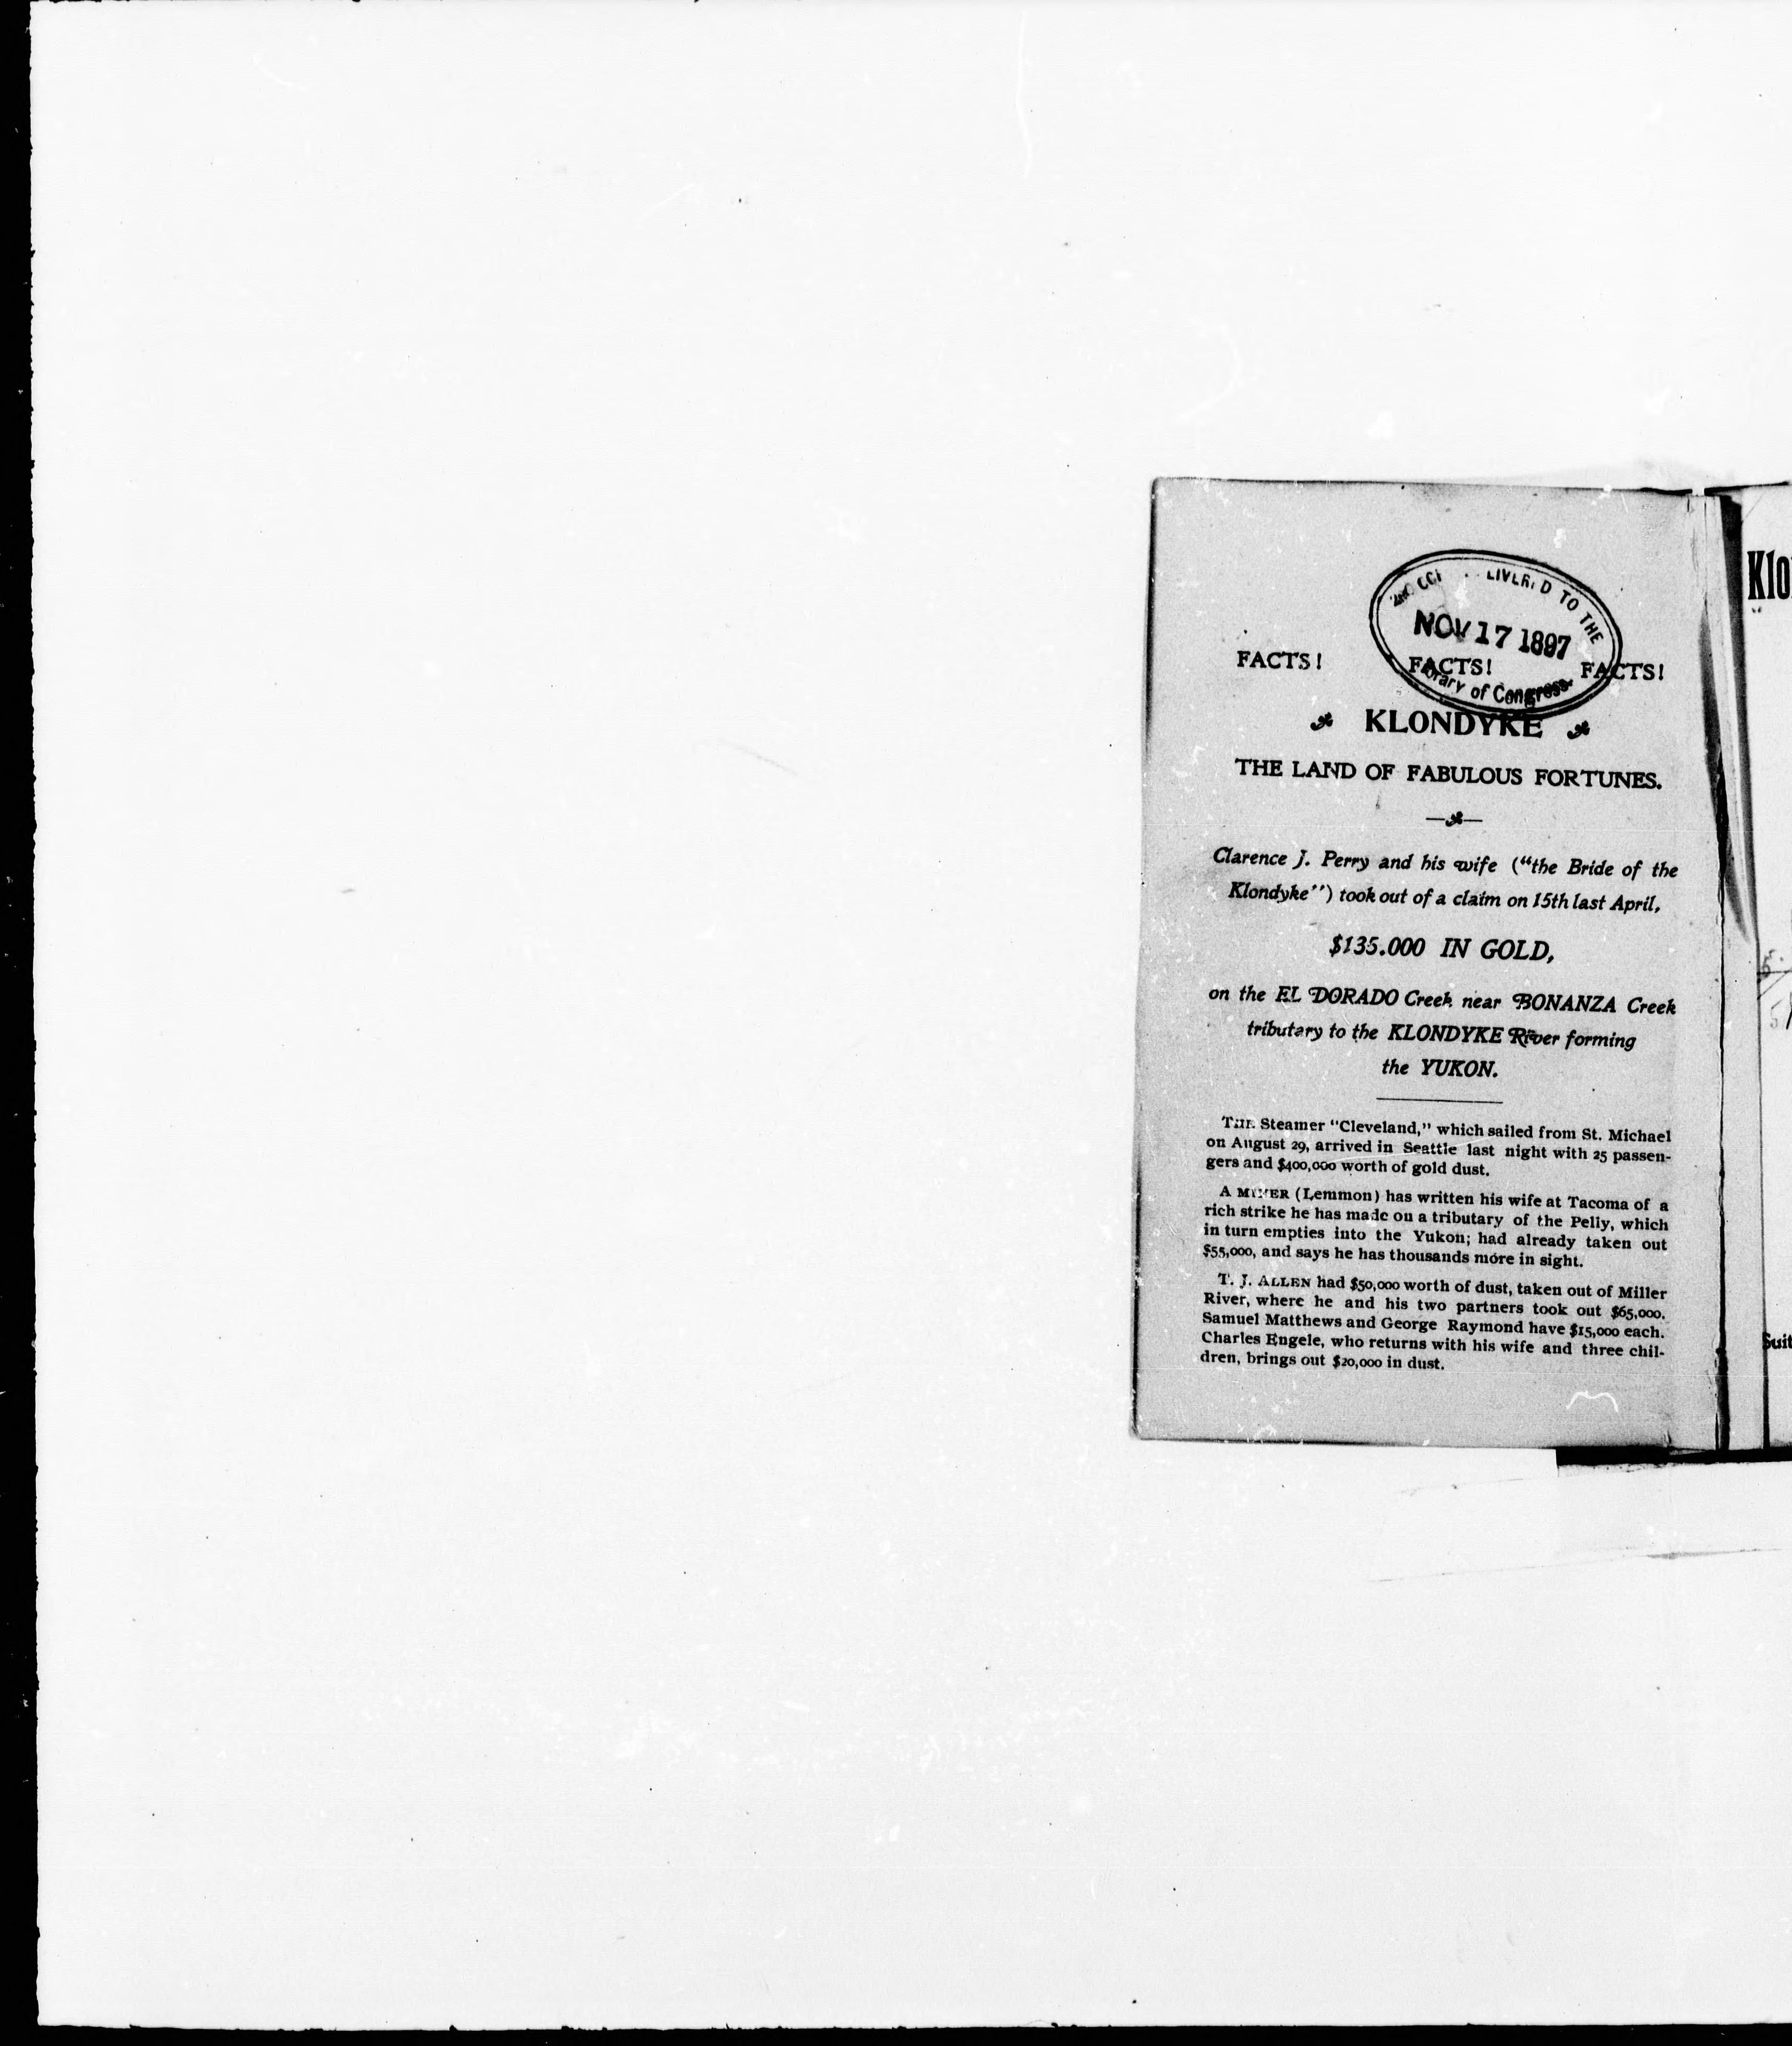 LIVERED TO THE
NOV 17 1897
Library of Congress.
FACTS! FACTS! FACTS!
KLONDYKE
THE LAND OF FABULOUS FORTUNES.
Clarence J. Perry and his wife (“the Bride of the
Klondyke”) took out of a claim on 15th last April,
$135.000 IN GOLD,
on the EL DORADO Creek near BONANZA Creek
tributary to the KLONDYKE River forming
the YUKON.
THE Steamer "Cleveland," which sailed from St. Michael
on August 29, arrived in Seattle last night with 25 passen-
gers and $400,000 worth of gold dust.
A MINER (Lemmon) has written his wife at Tacoma of a
rich strike he has made on a tributary of the Pelly, which
in turn empties into the Yukon; had already taken out
$55,000, and says he has thousands more in sight.
T. J. ALLEN had $50,000 worth of dust, taken out of Miller
River, where he and his two partners took out $65,000.
Samuel Matthews and George Raymond have $15,000 each.
Charles Engele, who returns with his wife and three chil-
dren, brings out $20,000 in dust.
Klo
Suit